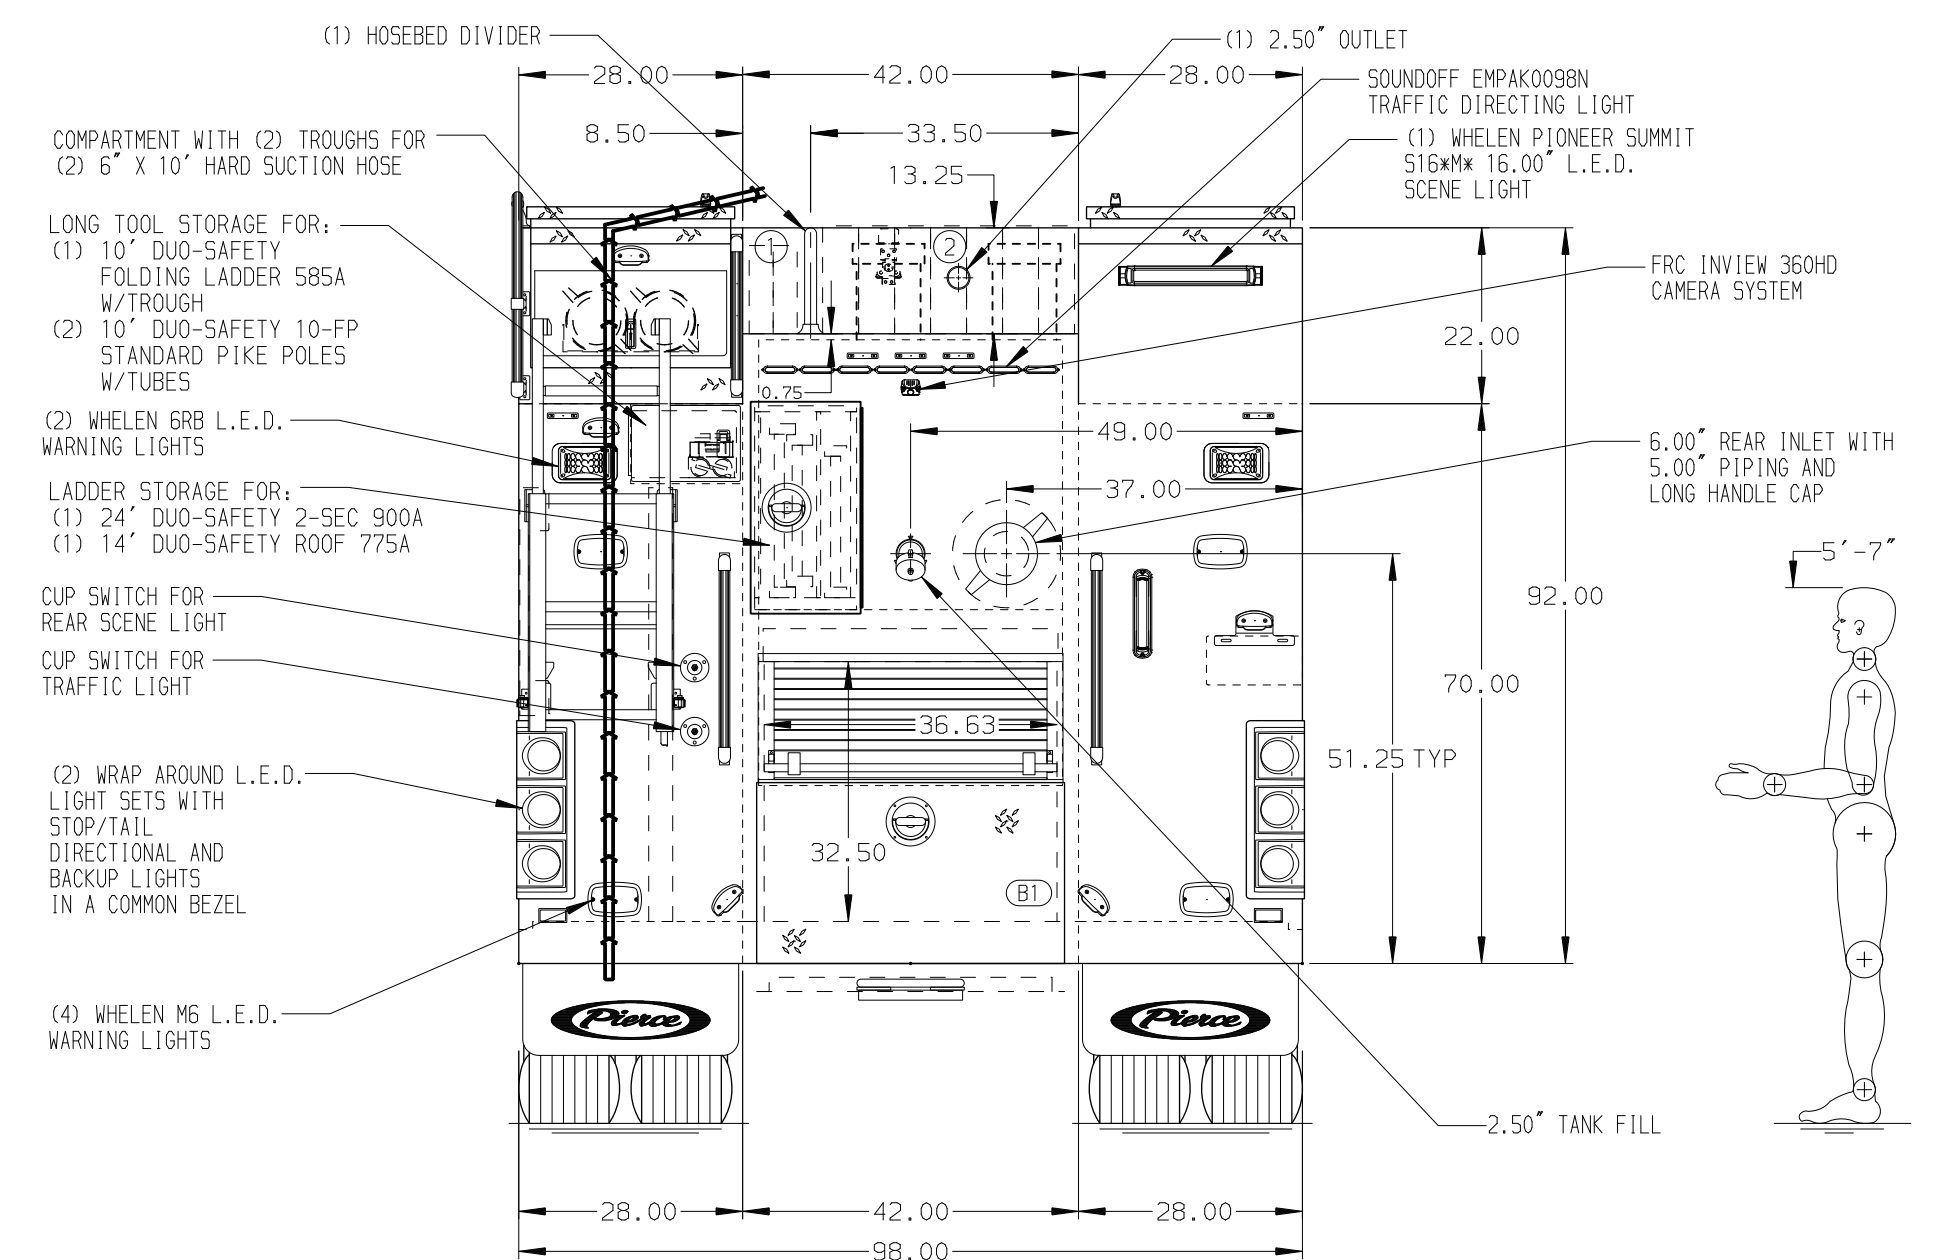 (1) HOSEBED DIVIDER
(1) 2.50" OUTLET
28.00
42.00
28.00
SOUNDOFF EMPAK0098N
TRAFFIC DIRECTING LIGHT
8.50
33.50
(1) WHELEN PIONEER SUMMIT
S16*M* 16.00" L.E.D.
SCENE LIGHT
COMPARTMENT WITH (2) TROUGHS FOR
(2) 6" X 10' HARD SUCTION HOSE
13.25
LONG TOOL STORAGE FOR:
(1) 10' DUO-SAFETY
FOLDING LADDER 585A
W/TROUGH
(2) 10' DUO-SAFETY 10-FP
STANDARD PIKE POLES
W/TUBES
1
2
FRC INVIEW 360HD
CAMERA SYSTEM
22.00
0.75
(2) WHELEN 6RB L.E.D.
WARNING LIGHTS
49.00
6.00" REAR INLET WITH
5.00" PIPING AND
LONG HANDLE CAP
LADDER STORAGE FOR:
(1) 24' DUO-SAFETY 2-SEC 900A
(1) 14' DUO-SAFETY ROOF 775A
37.00
5'-7"
CUP SWITCH FOR
REAR SCENE LIGHT
92.00
CUP SWITCH FOR
TRAFFIC LIGHT
70.00
36.63
51.25 TYP
(2) WRAP AROUND L.E.D.
LIGHT SETS WITH
STOP/TAIL
DIRECTIONAL AND
BACKUP LIGHTS
IN A COMMON BEZEL
32.50
B1
(4) WHELEN M6 L.E.D.
WARNING LIGHTS
Pierce
Pierce
2.50" TANK FILL
28.00
42.00
28.00
98.00